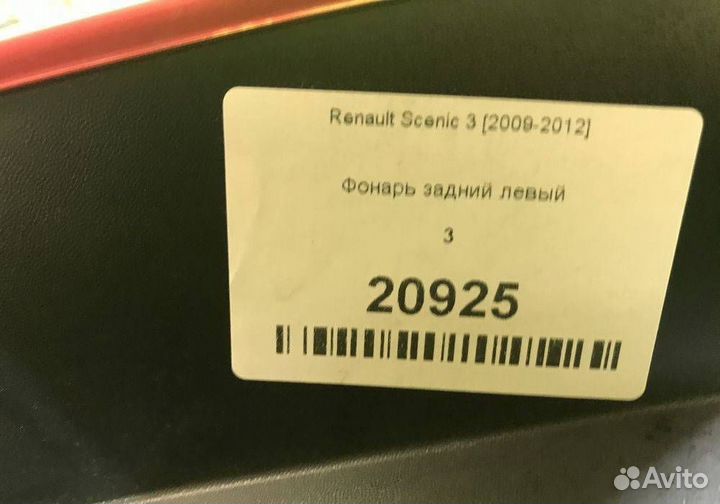 Renault Scenic 3 [2009-2012]
Фонарь задний левый
3
20925
Avito